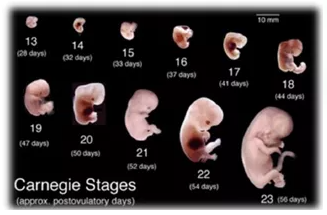 10 mm
13
(28 days)
14
(32 days)
15
(33 days)
16
(37 days)
17
(41 days)
18
(44 days)
19
(47 days)
20
(50 days)
21
(52 days)
22
(54 days)
23 (56 days)
Carnegie Stages
(approx. postovulatory days)